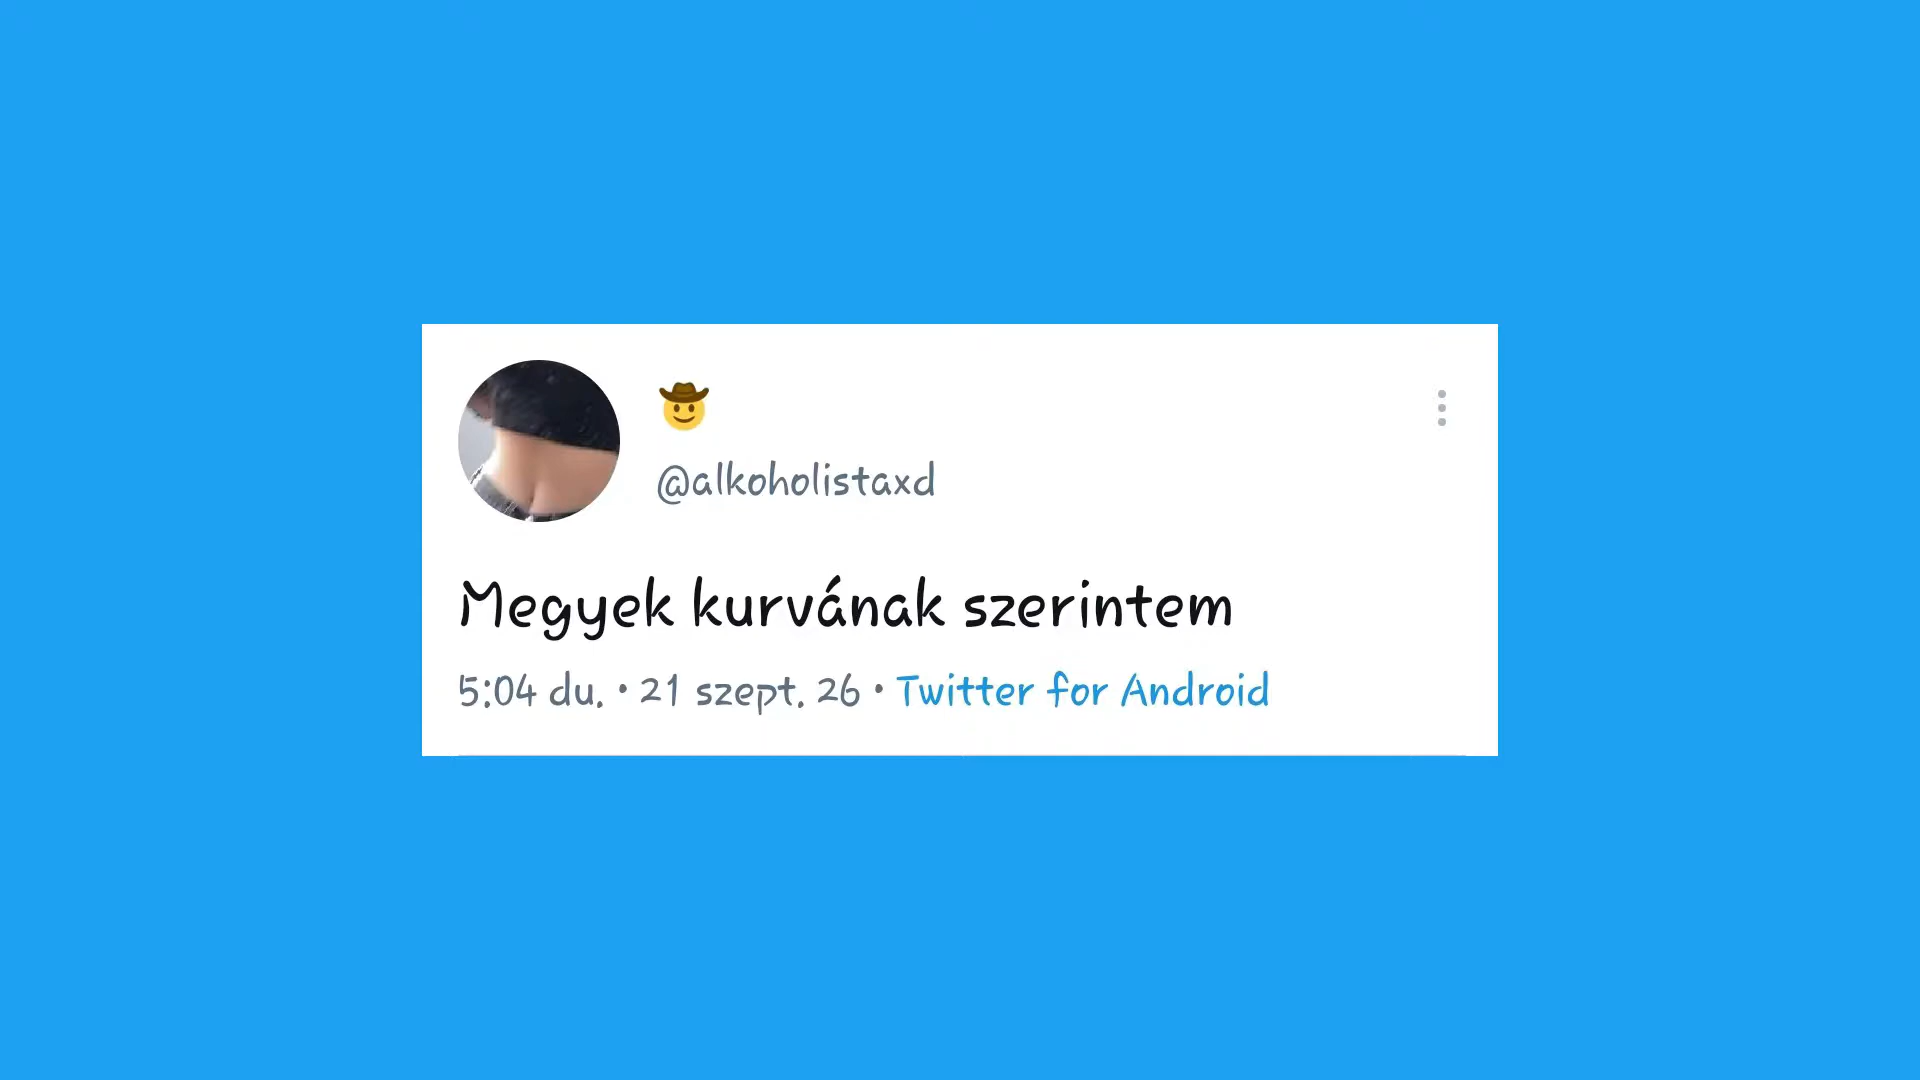 🤠
@alkoholistaxd
Megyek kurvának szerintem
5:04 du. • 21 szept. 26 • Twitter for Android